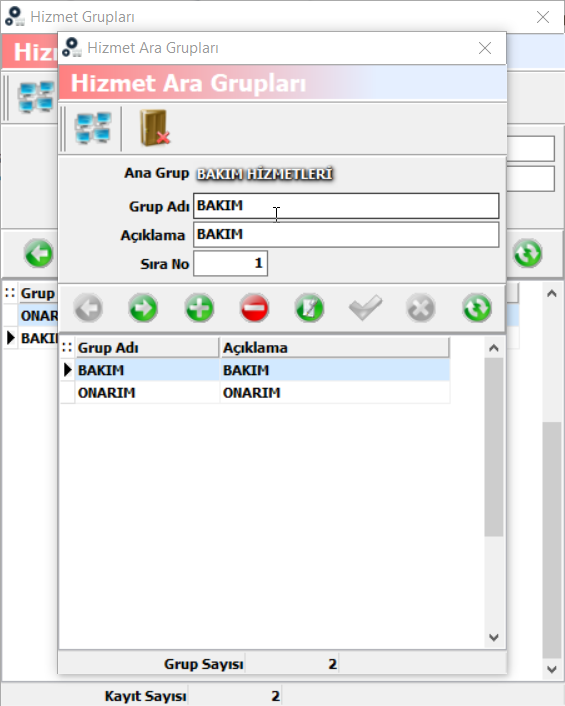 Hizmet Grupları
Hizmet Ara Grupları
Hiz
Hizmet Ara Grupları
Ana Grup BAKIM HİZMETLERİ
Grup Adı BAKIM
Açıklama BAKIM
Sıra No 1
Grup
ONAR
BAKI
Grup Adı Açıklama
BAKIM BAKIM
ONARIM ONARIM
Grup Sayısı 2
Kayıt Sayısı 2